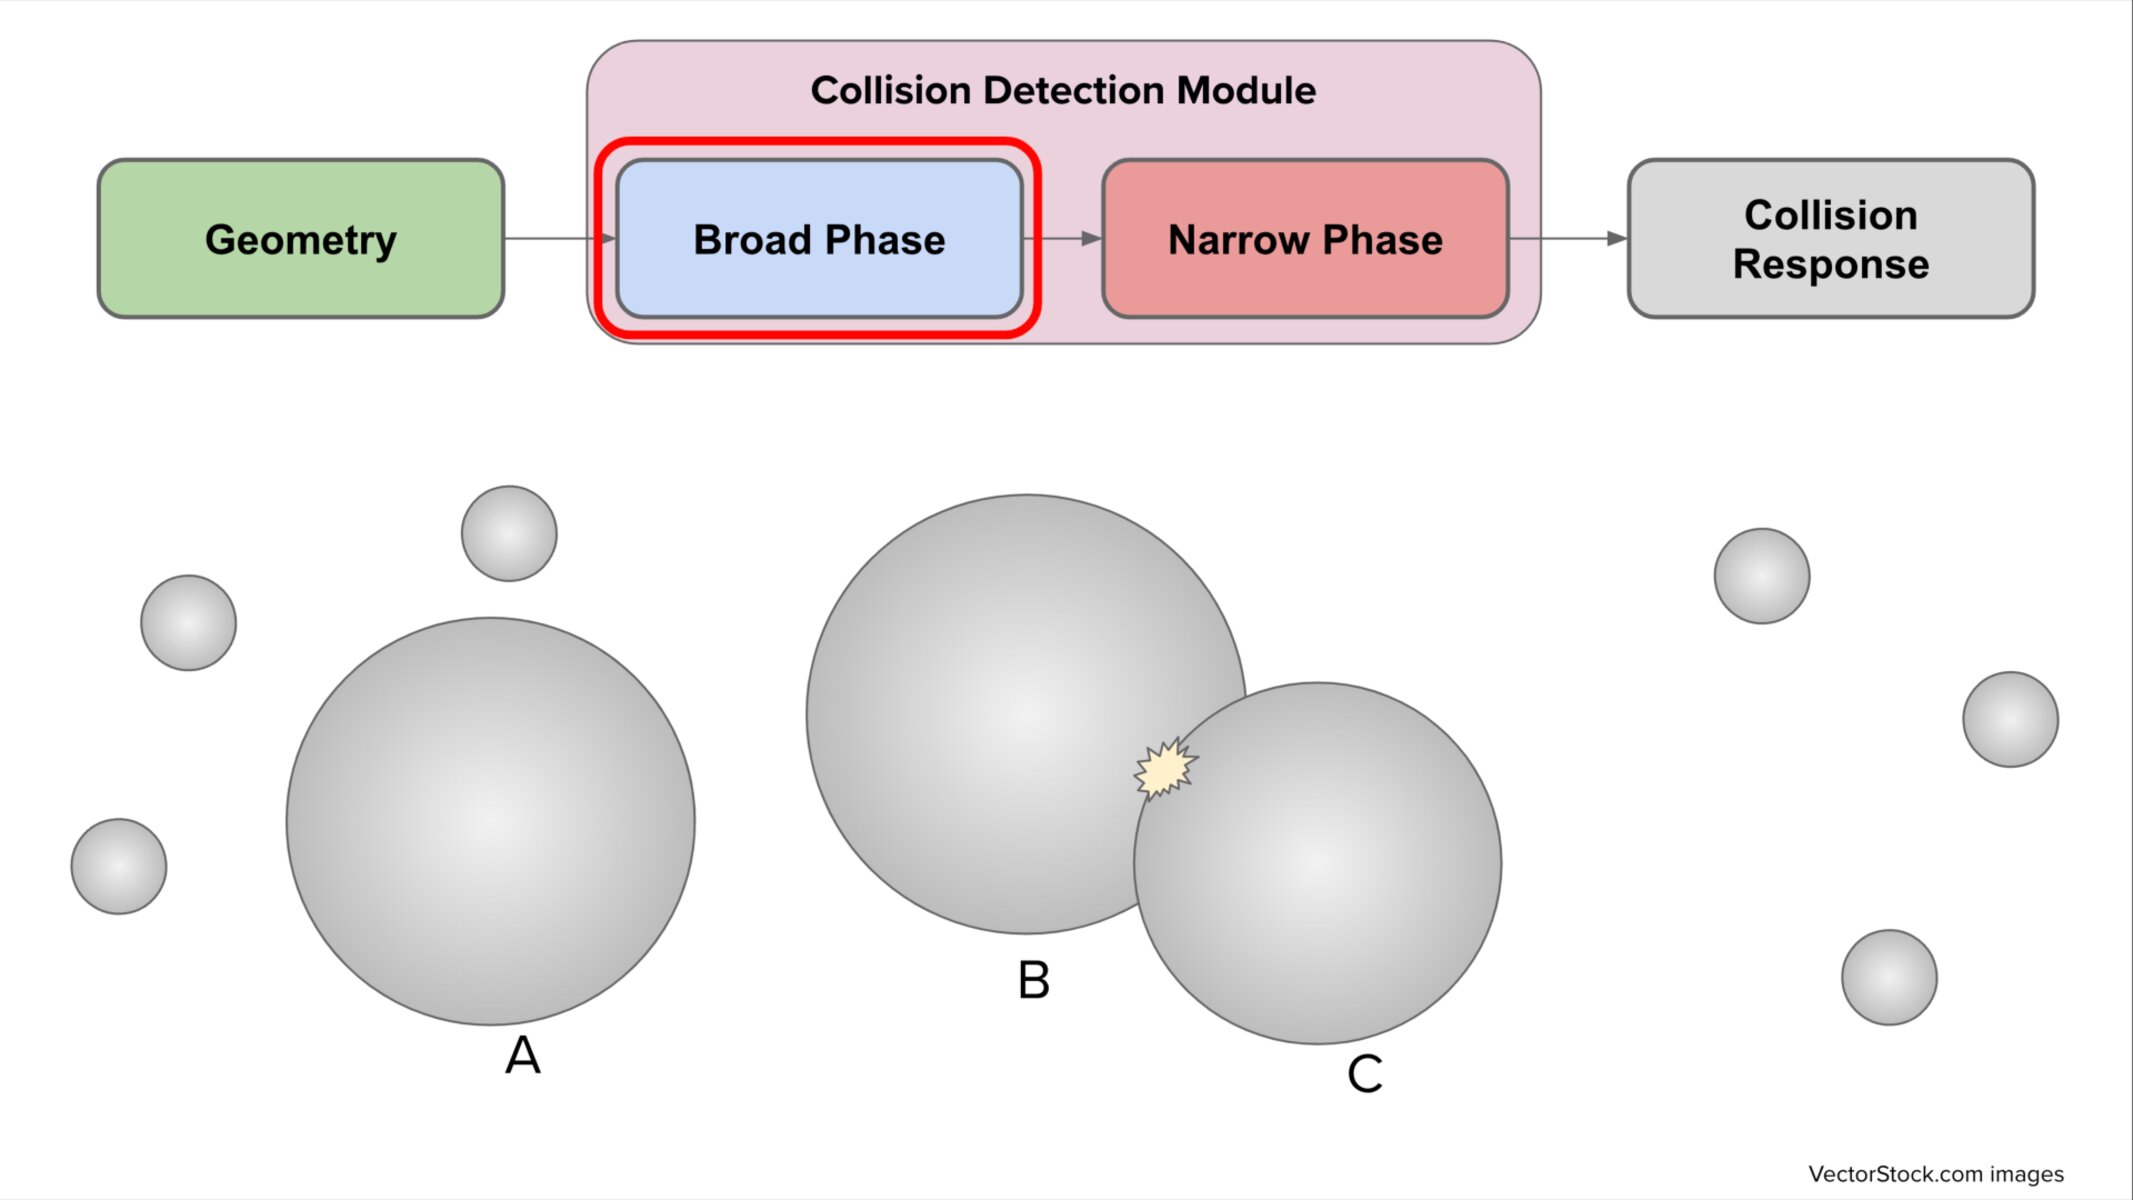 Collision Detection Module
Geometry
Broad Phase
Narrow Phase
Collision
Response
A
B
C
VectorStock.com images